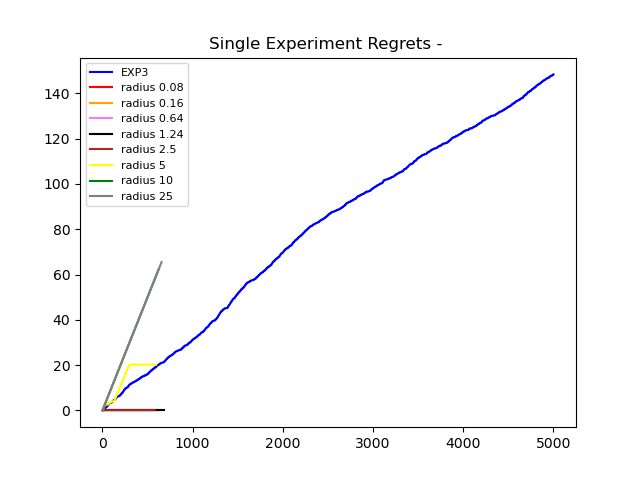 Single Experiment Regrets -
EXP3
radius 0.08
radius 0.16
radius 0.64
radius 1.24
radius 2.5
radius 5
radius 10
radius 25
140
120
100
80
60
40
20
0
0 1000 2000 3000 4000 5000